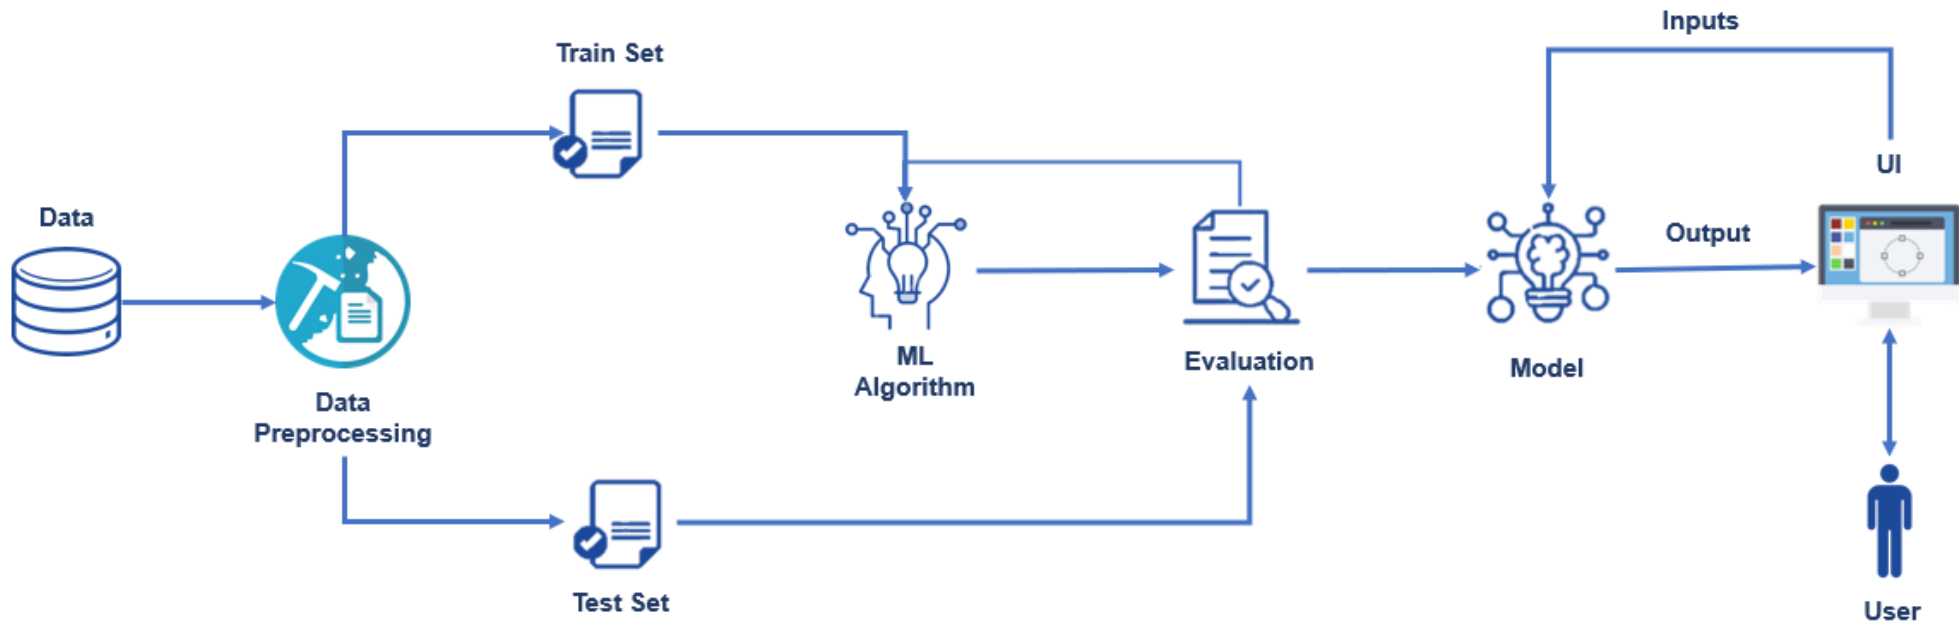 Inputs
Train Set
UI
Data
Output
ML
Algorithm
Evaluation
Model
Data
Preprocessing
Test Set
User